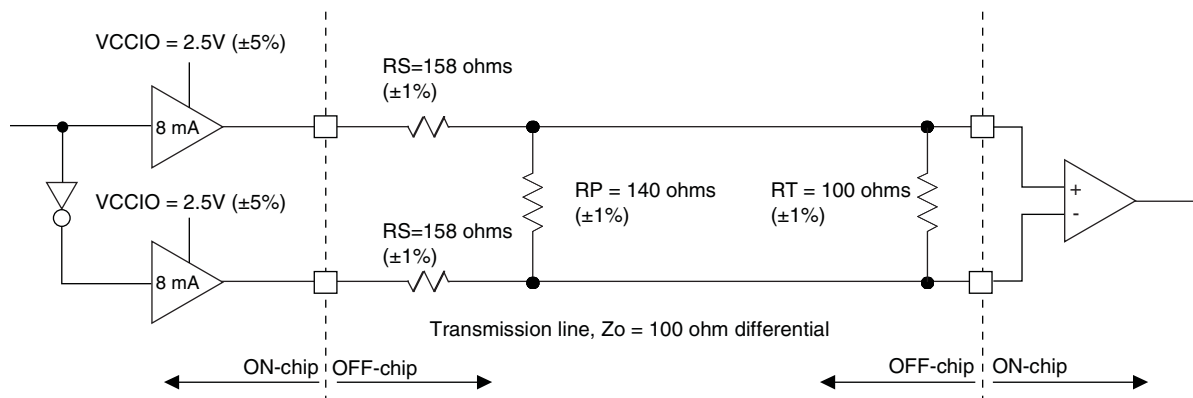 VCCIO = 2.5V (±5%)
RS=158 ohms
(±1%)
8 mA
VCCIO = 2.5V (±5%)
RP = 140 ohms
(±1%)
RT = 100 ohms
(±1%)
+
-
RS=158 ohms
(±1%)
8 mA
Transmission line, Zo = 100 ohm differential
ON-chip
OFF-chip
OFF-chip
ON-chip